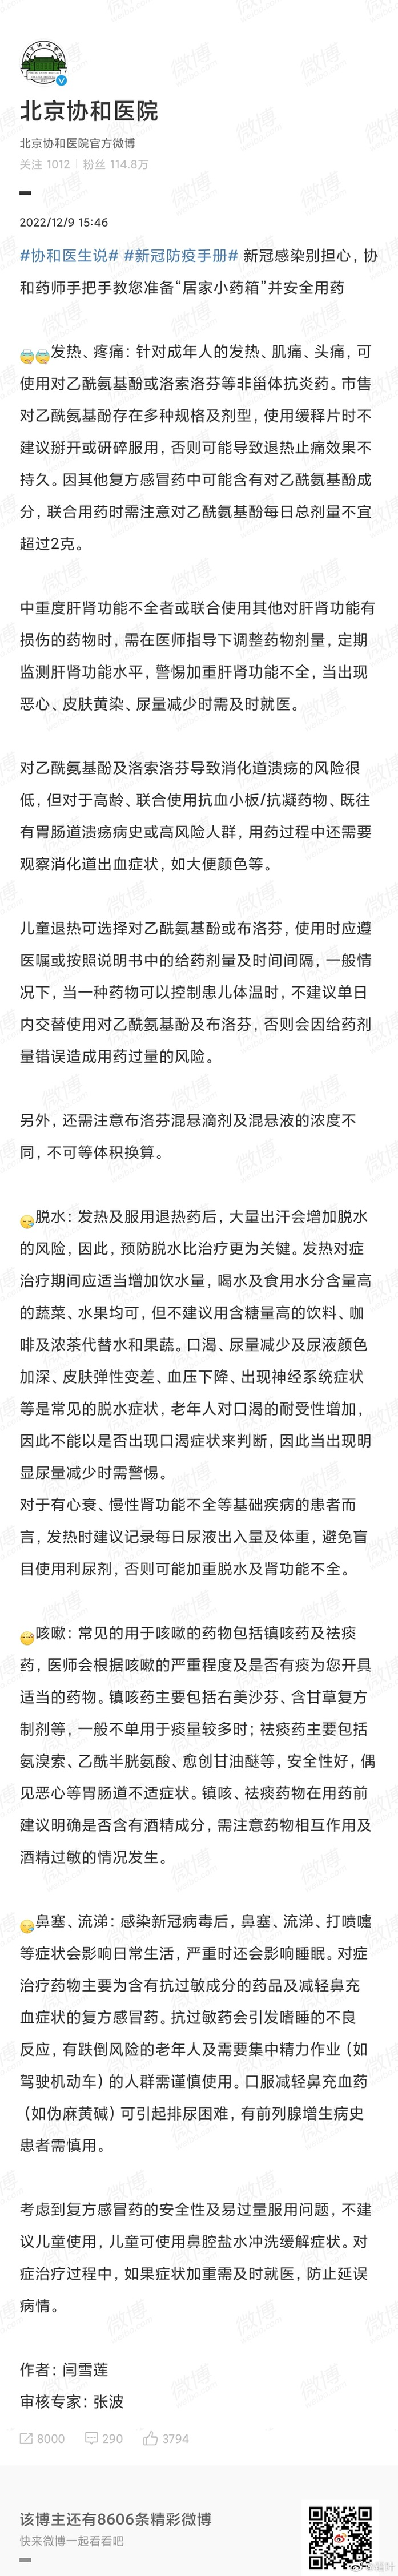 北京协和医院
北京协和医院官方微博
关注 1012 | 粉丝 114.8万
2022/12/9 15:46
#协和医生说# #新冠防疫手册# 新冠感染别担心，协
和药师手把手教您准备“居家小药箱”并安全用药
发热、疼痛：针对成年人的发热、肌痛、头痛，可
使用对乙酰氨基酚或洛索洛芬等非甾体抗炎药。市售
对乙酰氨基酚存在多种规格及剂型，使用缓释片时不
建议掰开或研碎服用，否则可能导致退热止痛效果不
持久。因其他复方感冒药中可能含有对乙酰氨基酚成
分，联合用药时需注意对乙酰氨基酚每日总剂量不宜
超过2克。
中重度肝肾功能不全者或联合使用其他对肝肾功能有
损伤的药物时，需在医师指导下调整药物剂量，定期
监测肝肾功能水平，警惕加重肝肾功能不全，当出现
恶心、皮肤黄染、尿量减少时需及时就医。
对乙酰氨基酚及洛索洛芬导致消化道溃疡的风险很
低，但对于高龄、联合使用抗血小板/抗凝药物、既往
有胃肠道溃疡病史或高风险人群，用药过程中还需要
观察消化道出血症状，如大便颜色等。
儿童退热可选择对乙酰氨基酚或布洛芬，使用时应遵
医嘱或按照说明书中的给药剂量及时间间隔，一般情
况下，当一种药物可以控制患儿体温时，不建议单日
内交替使用对乙酰氨基酚及布洛芬，否则会因给药剂
量错误造成用药过量的风险。
另外，还需注意布洛芬混悬滴剂及混悬液的浓度不
同，不可等体积换算。
脱水：发热及服用退热药后，大量出汗会增加脱水
的风险，因此，预防脱水比治疗更为关键。发热对症
治疗期间应适当增加饮水量，喝水及食用水分含量高
的蔬菜、水果均可，但不建议用含糖量高的饮料、咖
啡及浓茶代替水和果蔬。口渴、尿量减少及尿液颜色
加深、皮肤弹性变差、血压下降、出现神经系统症状
等是常见的脱水症状，老年人对口渴的耐受性增加，
因此不能以是否出现口渴症状来判断，因此当出现明
显尿量减少时需警惕。
对于有心衰、慢性肾功能不全等基础疾病的患者而
言，发热时建议记录每日尿液出入量及体重，避免盲
目使用利尿剂，否则可能加重脱水及肾功能不全。
咳嗽：常见的用于咳嗽的药物包括镇咳药及祛痰
药，医师会根据咳嗽的严重程度及是否有痰为您开具
适当的药物。镇咳药主要包括右美沙芬、含甘草复方
制剂等，一般不单用于痰量较多时；祛痰药主要包括
氨溴索、乙酰半胱氨酸、愈创甘油醚等，安全性好，偶
见恶心等胃肠道不适症状。镇咳、祛痰药物在用药前
建议明确是否含有酒精成分，需注意药物相互作用及
酒精过敏的情况发生。
鼻塞、流涕：感染新冠病毒后，鼻塞、流涕、打喷嚏
等症状会影响日常生活，严重时还会影响睡眠。对症
治疗药物主要为含有抗过敏成分的药品及减轻鼻充
血症状的复方感冒药。抗过敏药会引发嗜睡的不良
反应，有跌倒风险的老年人及需要集中精力作业（如
驾驶机动车）的人群需谨慎使用。口服减轻鼻充血药
（如伪麻黄碱）可引起排尿困难，有前列腺增生病史
患者需慎用。
考虑到复方感冒药的安全性及易过量服用问题，不建
议儿童使用，儿童可使用鼻腔盐水冲洗缓解症状。对
症治疗过程中，如果症状加重需及时就医，防止延误
病情。
作者：闫雪莲
审核专家：张波
8000 290 3794
该博主还有8606条精彩微博
快来微博一起看看吧